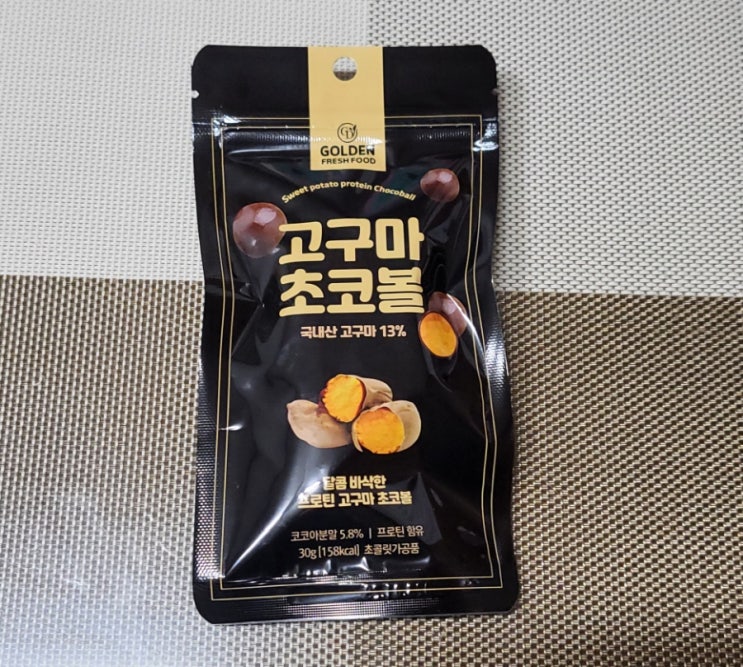 GOLDEN
FRESH FOOD
Sweet potato protein Chocoball
고구마
초코볼
국내산 고구마 13%
달콤 바삭한
프로틴 고구마 초코볼
코코아분말 5.8% | 프로틴 함유
30g [158kcal] 초콜릿가공품